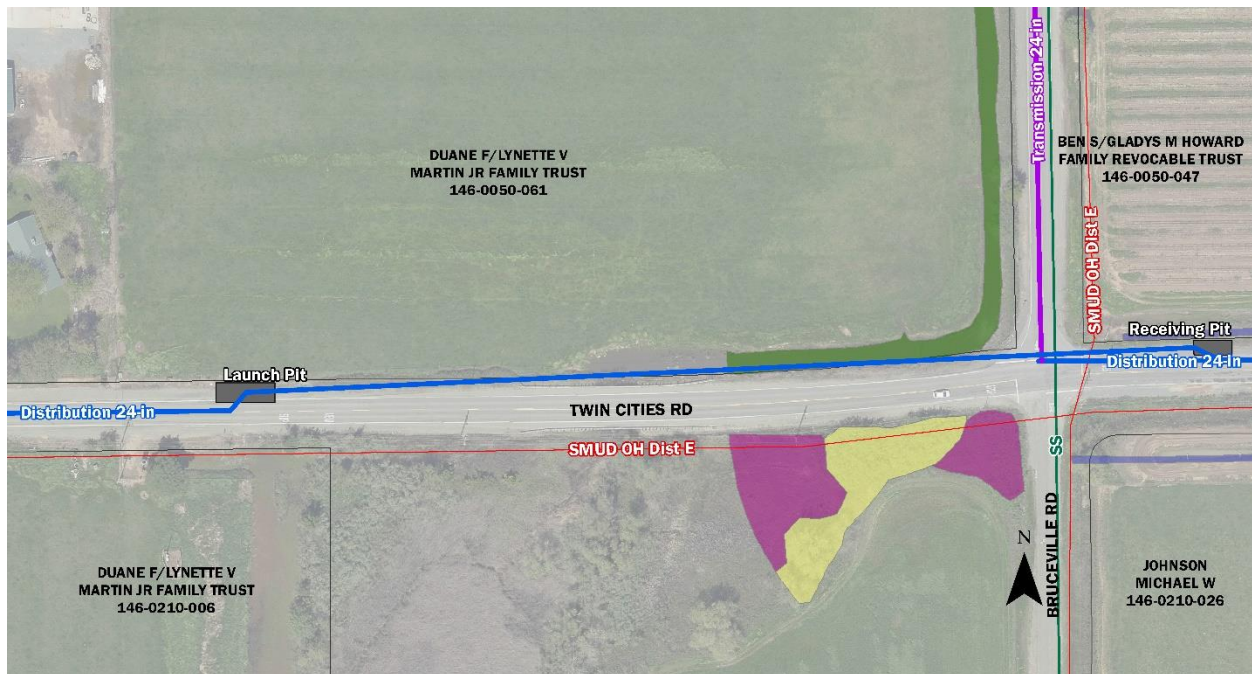 Transmission 24-in
DUANE F/LYNETTE V
MARTIN JR FAMILY TRUST
146-0050-061
BEN S/GLADYS M HOWARD
FAMILY REVOCABLE TRUST
146-0050-047
SMUD OH Dist E
Receiving Pit
Launch Pit
Distribution 24-in
Distribution 24-in
TWIN CITIES RD
SMUD OH Dist E
SS
N
BRUCEVILLE RD
DUANE F/LYNETTE V
MARTIN JR FAMILY TRUST
146-0210-006
JOHNSON
MICHAEL W
146-0210-026